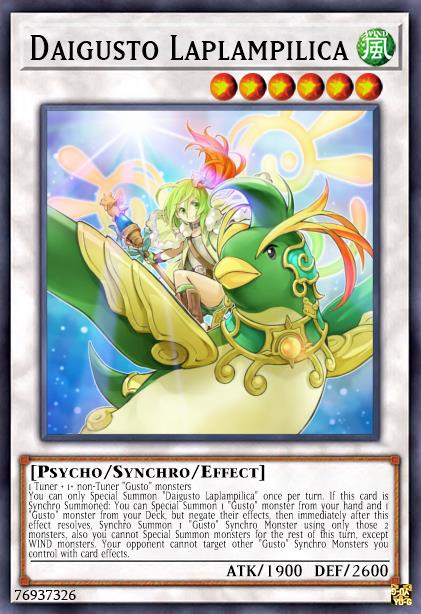 DAIGUSTO LAPLAMPILICA
WIND
風
[PSYCHO/SYNCHRO/EFFECT]
1 Tuner + 1+ non-Tuner "Gusto" monsters
You can only Special Summon "Daigusto Laplampilica" once per turn. If this card is
Synchro Summoned: You can Special Summon 1 "Gusto" monster from your hand and 1
"Gusto" monster from your Deck, but negate their effects, then immediately after this
effect resolves, Synchro Summon 1 "Gusto" Synchro Monster using only those 2
monsters, also you cannot Special Summon monsters for the rest of this turn, except
WIND monsters. Your opponent cannot target other "Gusto" Synchro Monsters you
control with card effects.
ATK/1900 DEF/2600
76937326